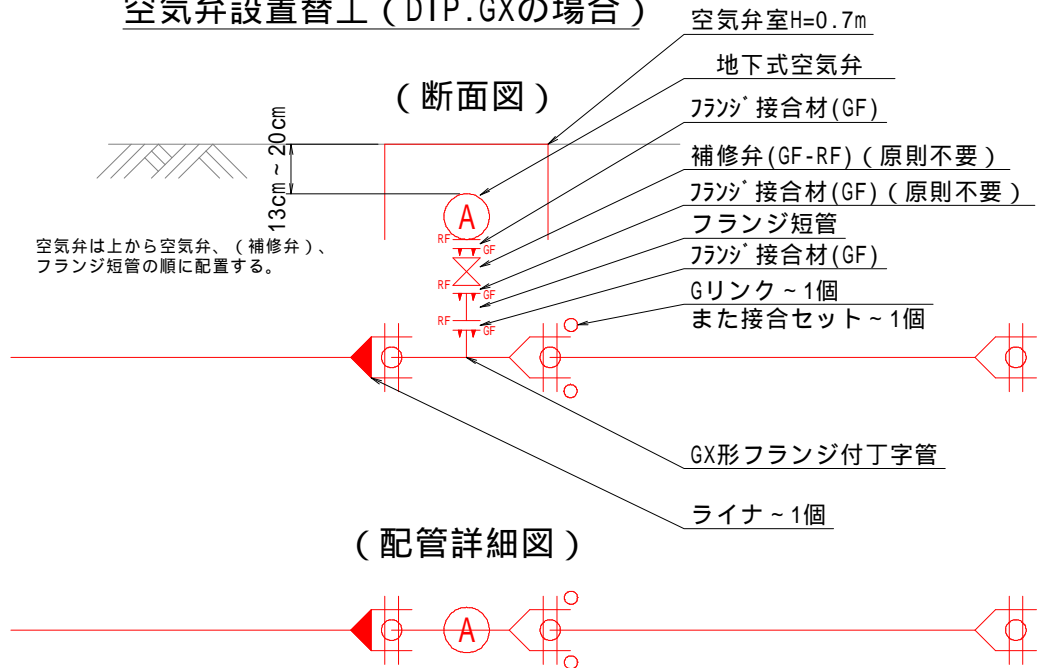 空気弁設置替工(DIP.GXの場合)
空気弁室H=0.7m
地下式空気弁
(断面図)
フランジ接合材(GF)
補修弁(GF-RF)(原則不要)
フランジ接合材(GF)(原則不要)
フランジ短管
フランジ接合材(GF)
Gリンク~1個
また接合セット~1個
13cm~20cm
A
RF
GF
RF
GF
RF
GF
空気弁は上から空気弁、(補修弁)、
フランジ短管の順に配置する。
GX形フランジ付丁字管
ライナ~1個
(配管詳細図)
A